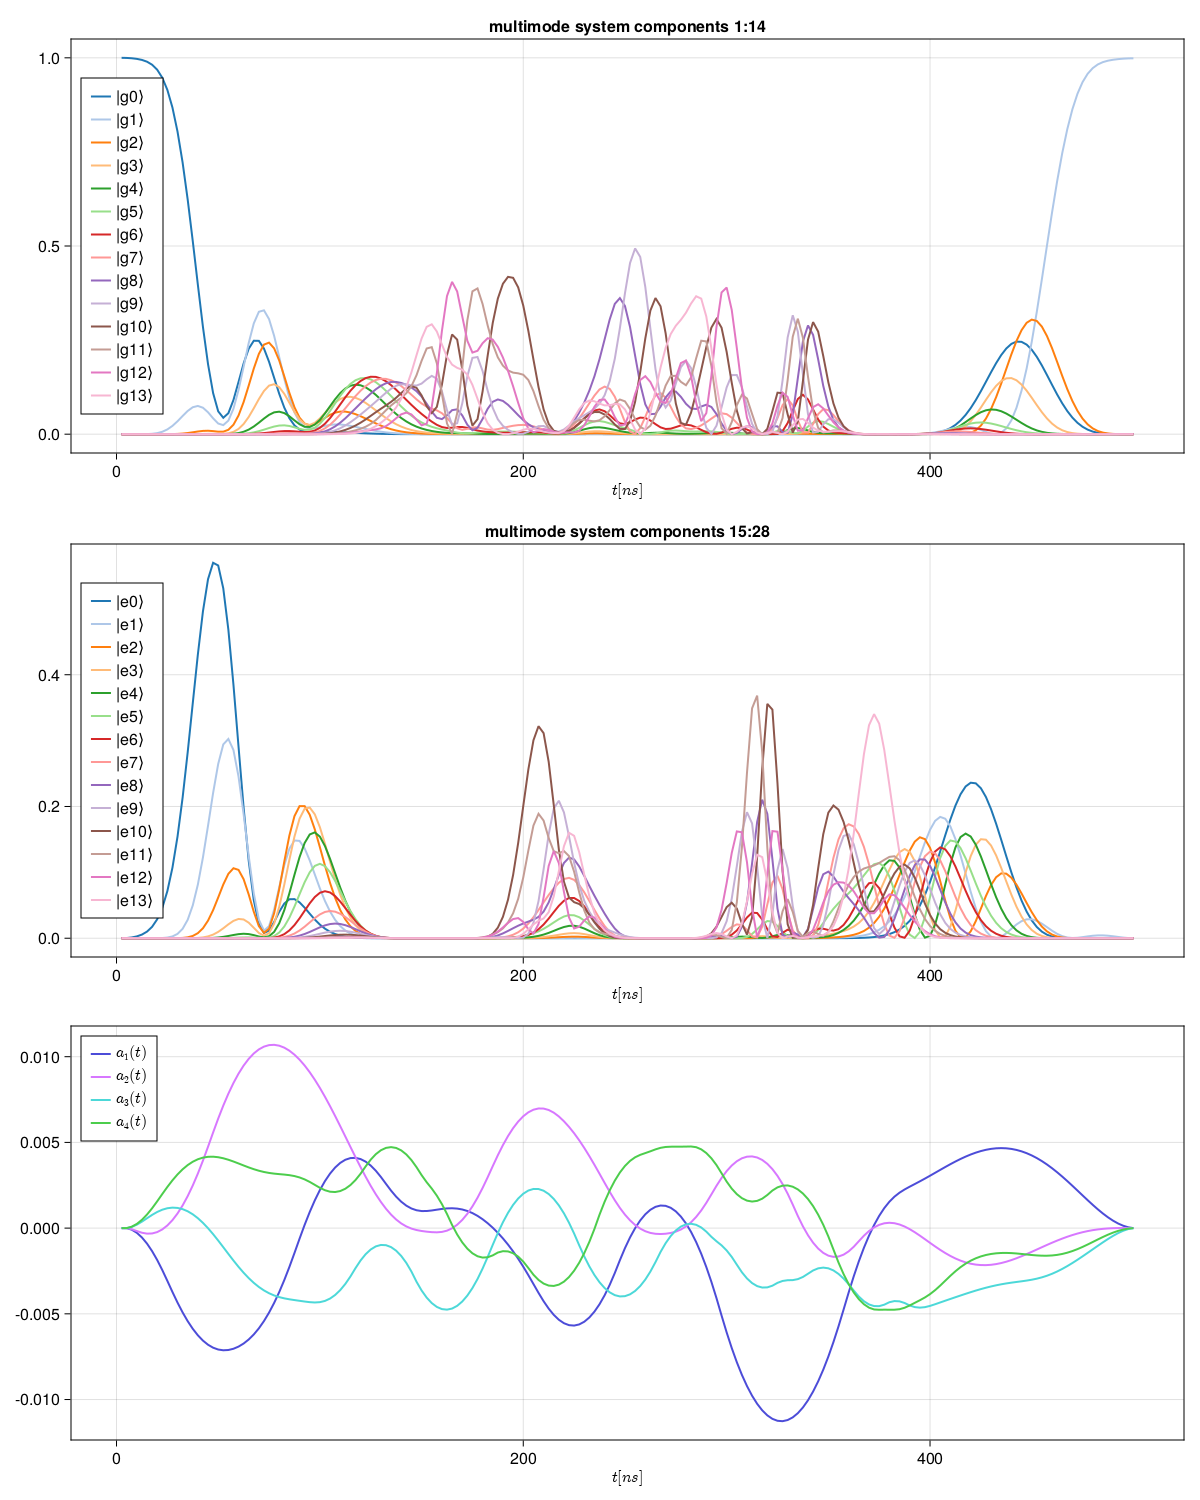 multimode system components 1:14
1.0
0.5
0.0
|g0⟩
|g1⟩
|g2⟩
|g3⟩
|g4⟩
|g5⟩
|g6⟩
|g7⟩
|g8⟩
|g9⟩
|g10⟩
|g11⟩
|g12⟩
|g13⟩
0 200 400
t[ns]
multimode system components 15:28
0.4
0.2
0.0
|e0⟩
|e1⟩
|e2⟩
|e3⟩
|e4⟩
|e5⟩
|e6⟩
|e7⟩
|e8⟩
|e9⟩
|e10⟩
|e11⟩
|e12⟩
|e13⟩
0 200 400
t[ns]
0.010
0.005
0.000
-0.005
-0.010
a₁(t)
a₂(t)
a₃(t)
a₄(t)
0 200 400
t[ns]